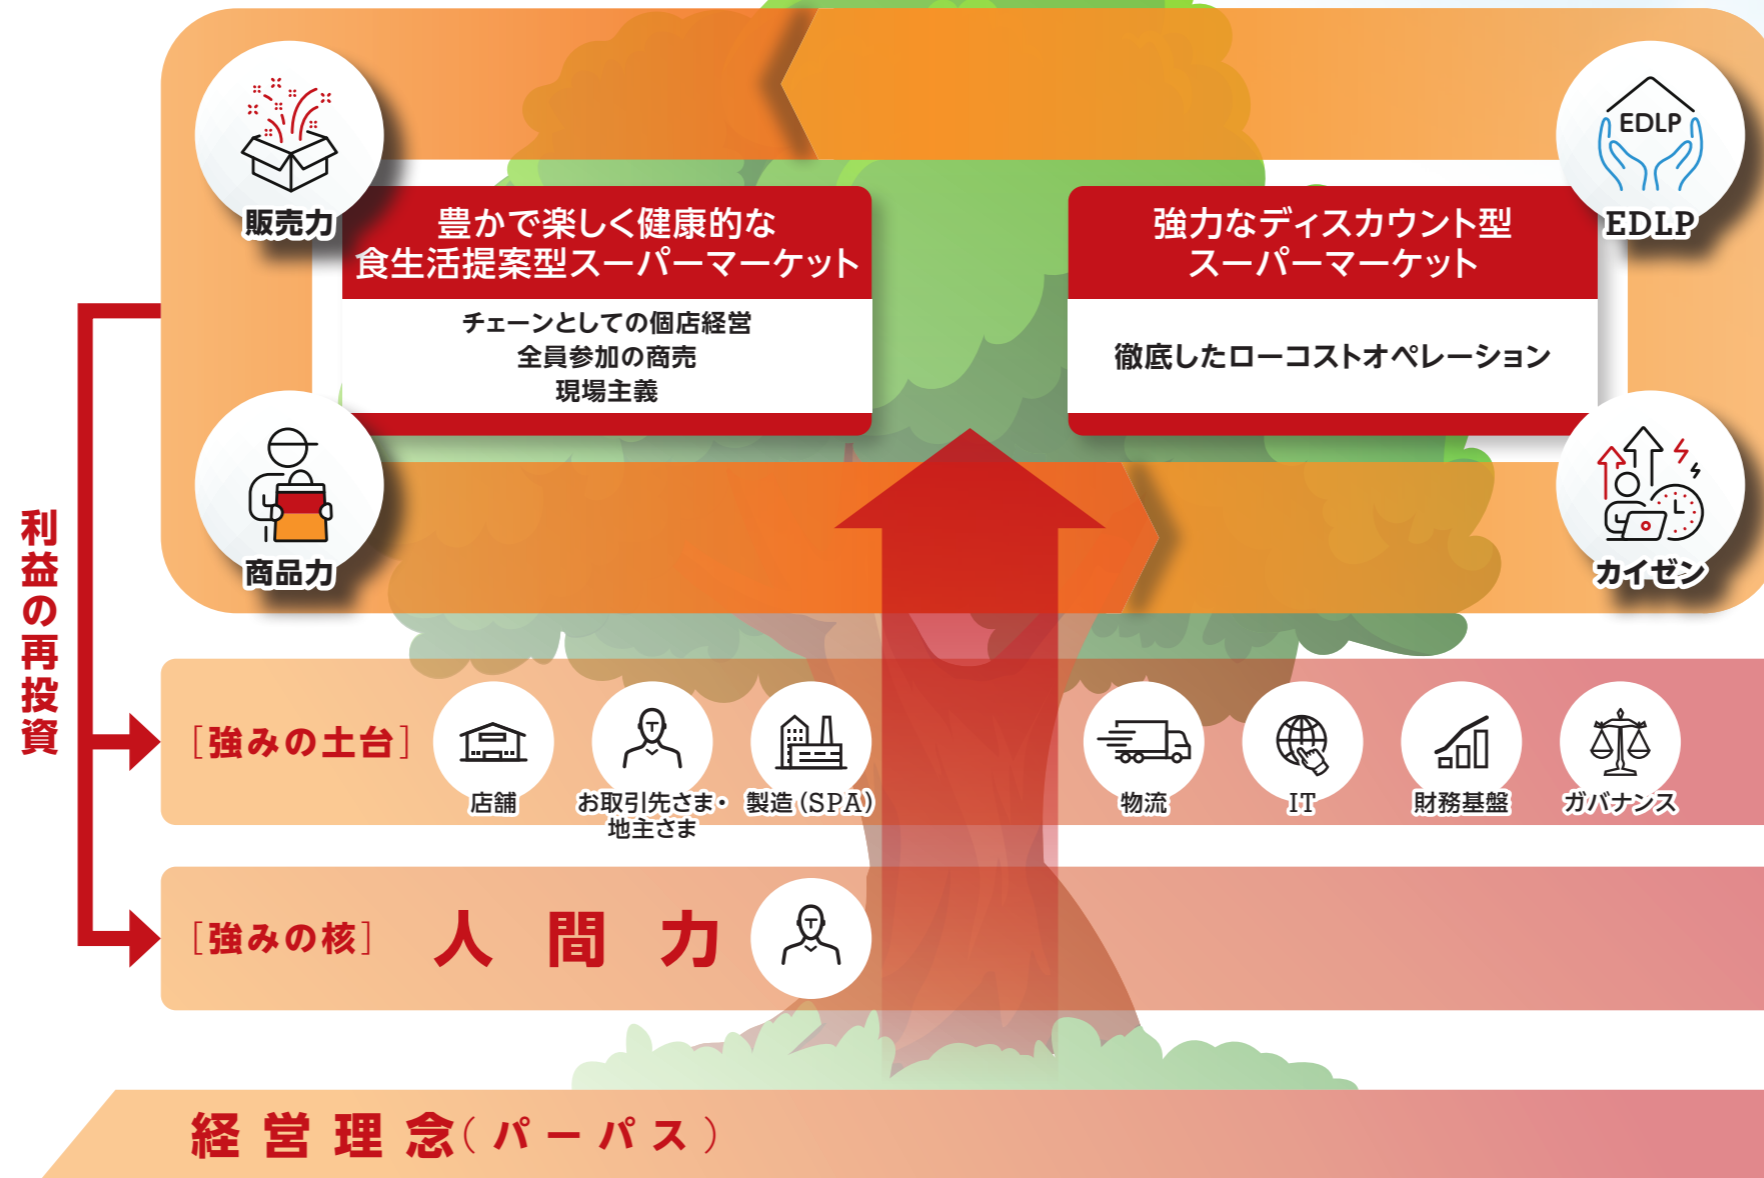 販売力
豊かで楽しく健康的な
食生活提案型スーパーマーケット
チェーンとしての個店経営
全員参加の商売
現場主義
商品力
EDLP
EDLP
強力なディスカウント型
スーパーマーケット
徹底したローコストオペレーション
カイゼン
利益の再投資
［強みの土台］
店舗
お取引先さま・
地主さま
製造（SPA）
物流
IT
財務基盤
ガバナンス
［強みの核］
人間力
経営理念（パーパス）